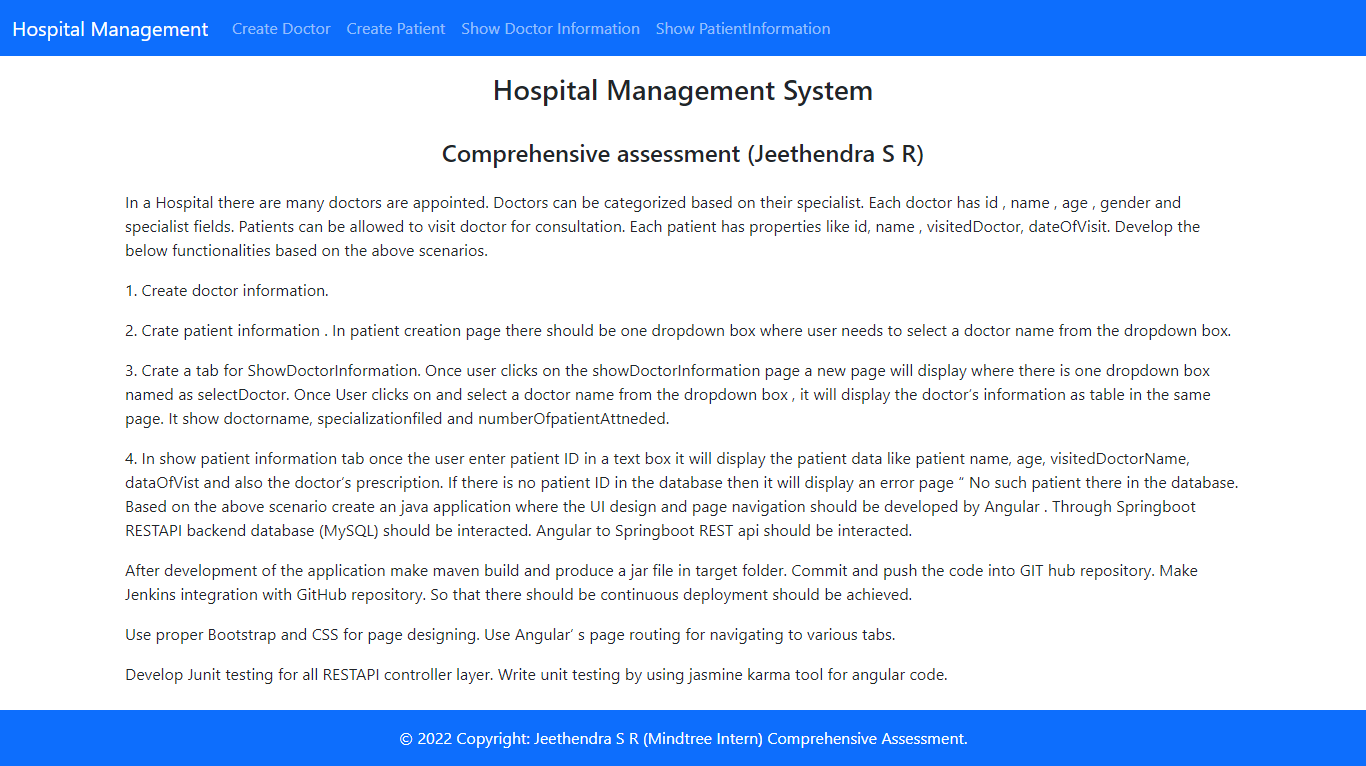 Hospital Management Create Doctor Create Patient Show Doctor Information Show PatientInformation
Hospital Management System
Comprehensive assessment (Jeethendra S R)
In a Hospital there are many doctors are appointed. Doctors can be categorized based on their specialist. Each doctor has id , name , age , gender and
specialist fields. Patients can be allowed to visit doctor for consultation. Each patient has properties like id, name , visitedDoctor, dateOfVisit. Develop the
below functionalities based on the above scenarios.
1. Create doctor information.
2. Crate patient information . In patient creation page there should be one dropdown box where user needs to select a doctor name from the dropdown box.
3. Crate a tab for ShowDoctorInformation. Once user clicks on the showDoctorInformation page a new page will display where there is one dropdown box
named as selectDoctor. Once User clicks on and select a doctor name from the dropdown box , it will display the doctor’s information as table in the same
page. It show doctorname, specializationfiled and numberOfpatientAttneded.
4. In show patient information tab once the user enter patient ID in a text box it will display the patient data like patient name, age, visitedDoctorName,
dataOfVist and also the doctor’s prescription. If there is no patient ID in the database then it will display an error page “ No such patient there in the database.
Based on the above scenario create an java application where the UI design and page navigation should be developed by Angular . Through Springboot
RESTAPI backend database (MySQL) should be interacted. Angular to Springboot REST api should be interacted.
After development of the application make maven build and produce a jar file in target folder. Commit and push the code into GIT hub repository. Make
Jenkins integration with GitHub repository. So that there should be continuous deployment should be achieved.
Use proper Bootstrap and CSS for page designing. Use Angular’ s page routing for navigating to various tabs.
Develop Junit testing for all RESTAPI controller layer. Write unit testing by using jasmine karma tool for angular code.
© 2022 Copyright: Jeethendra S R (Mindtree Intern) Comprehensive Assessment.